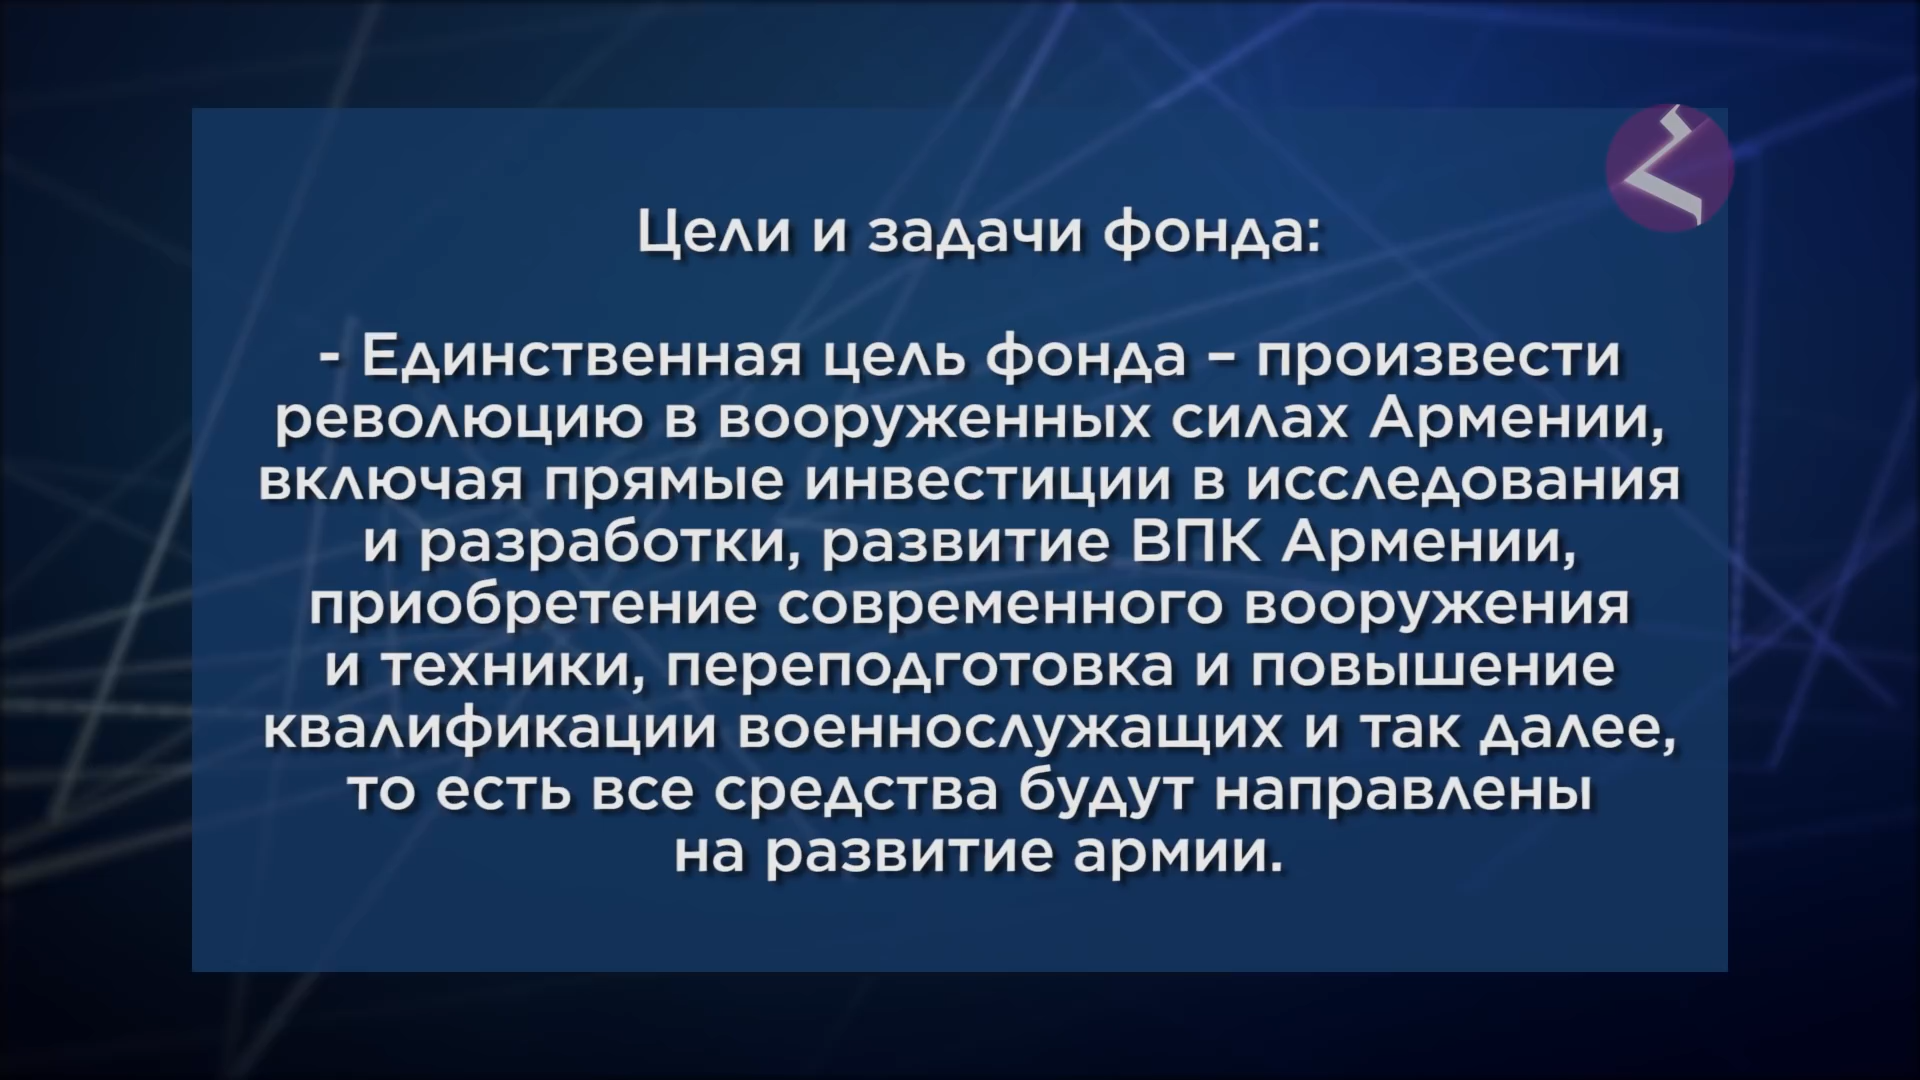 Цели и задачи фонда:
- Единственная цель фонда – произвести
революцию в вооруженных силах Армении,
включая прямые инвестиции в исследования
и разработки, развитие ВПК Армении,
приобретение современного вооружения
и техники, переподготовка и повышение
квалификации военнослужащих и так далее,
то есть все средства будут направлены
на развитие армии.